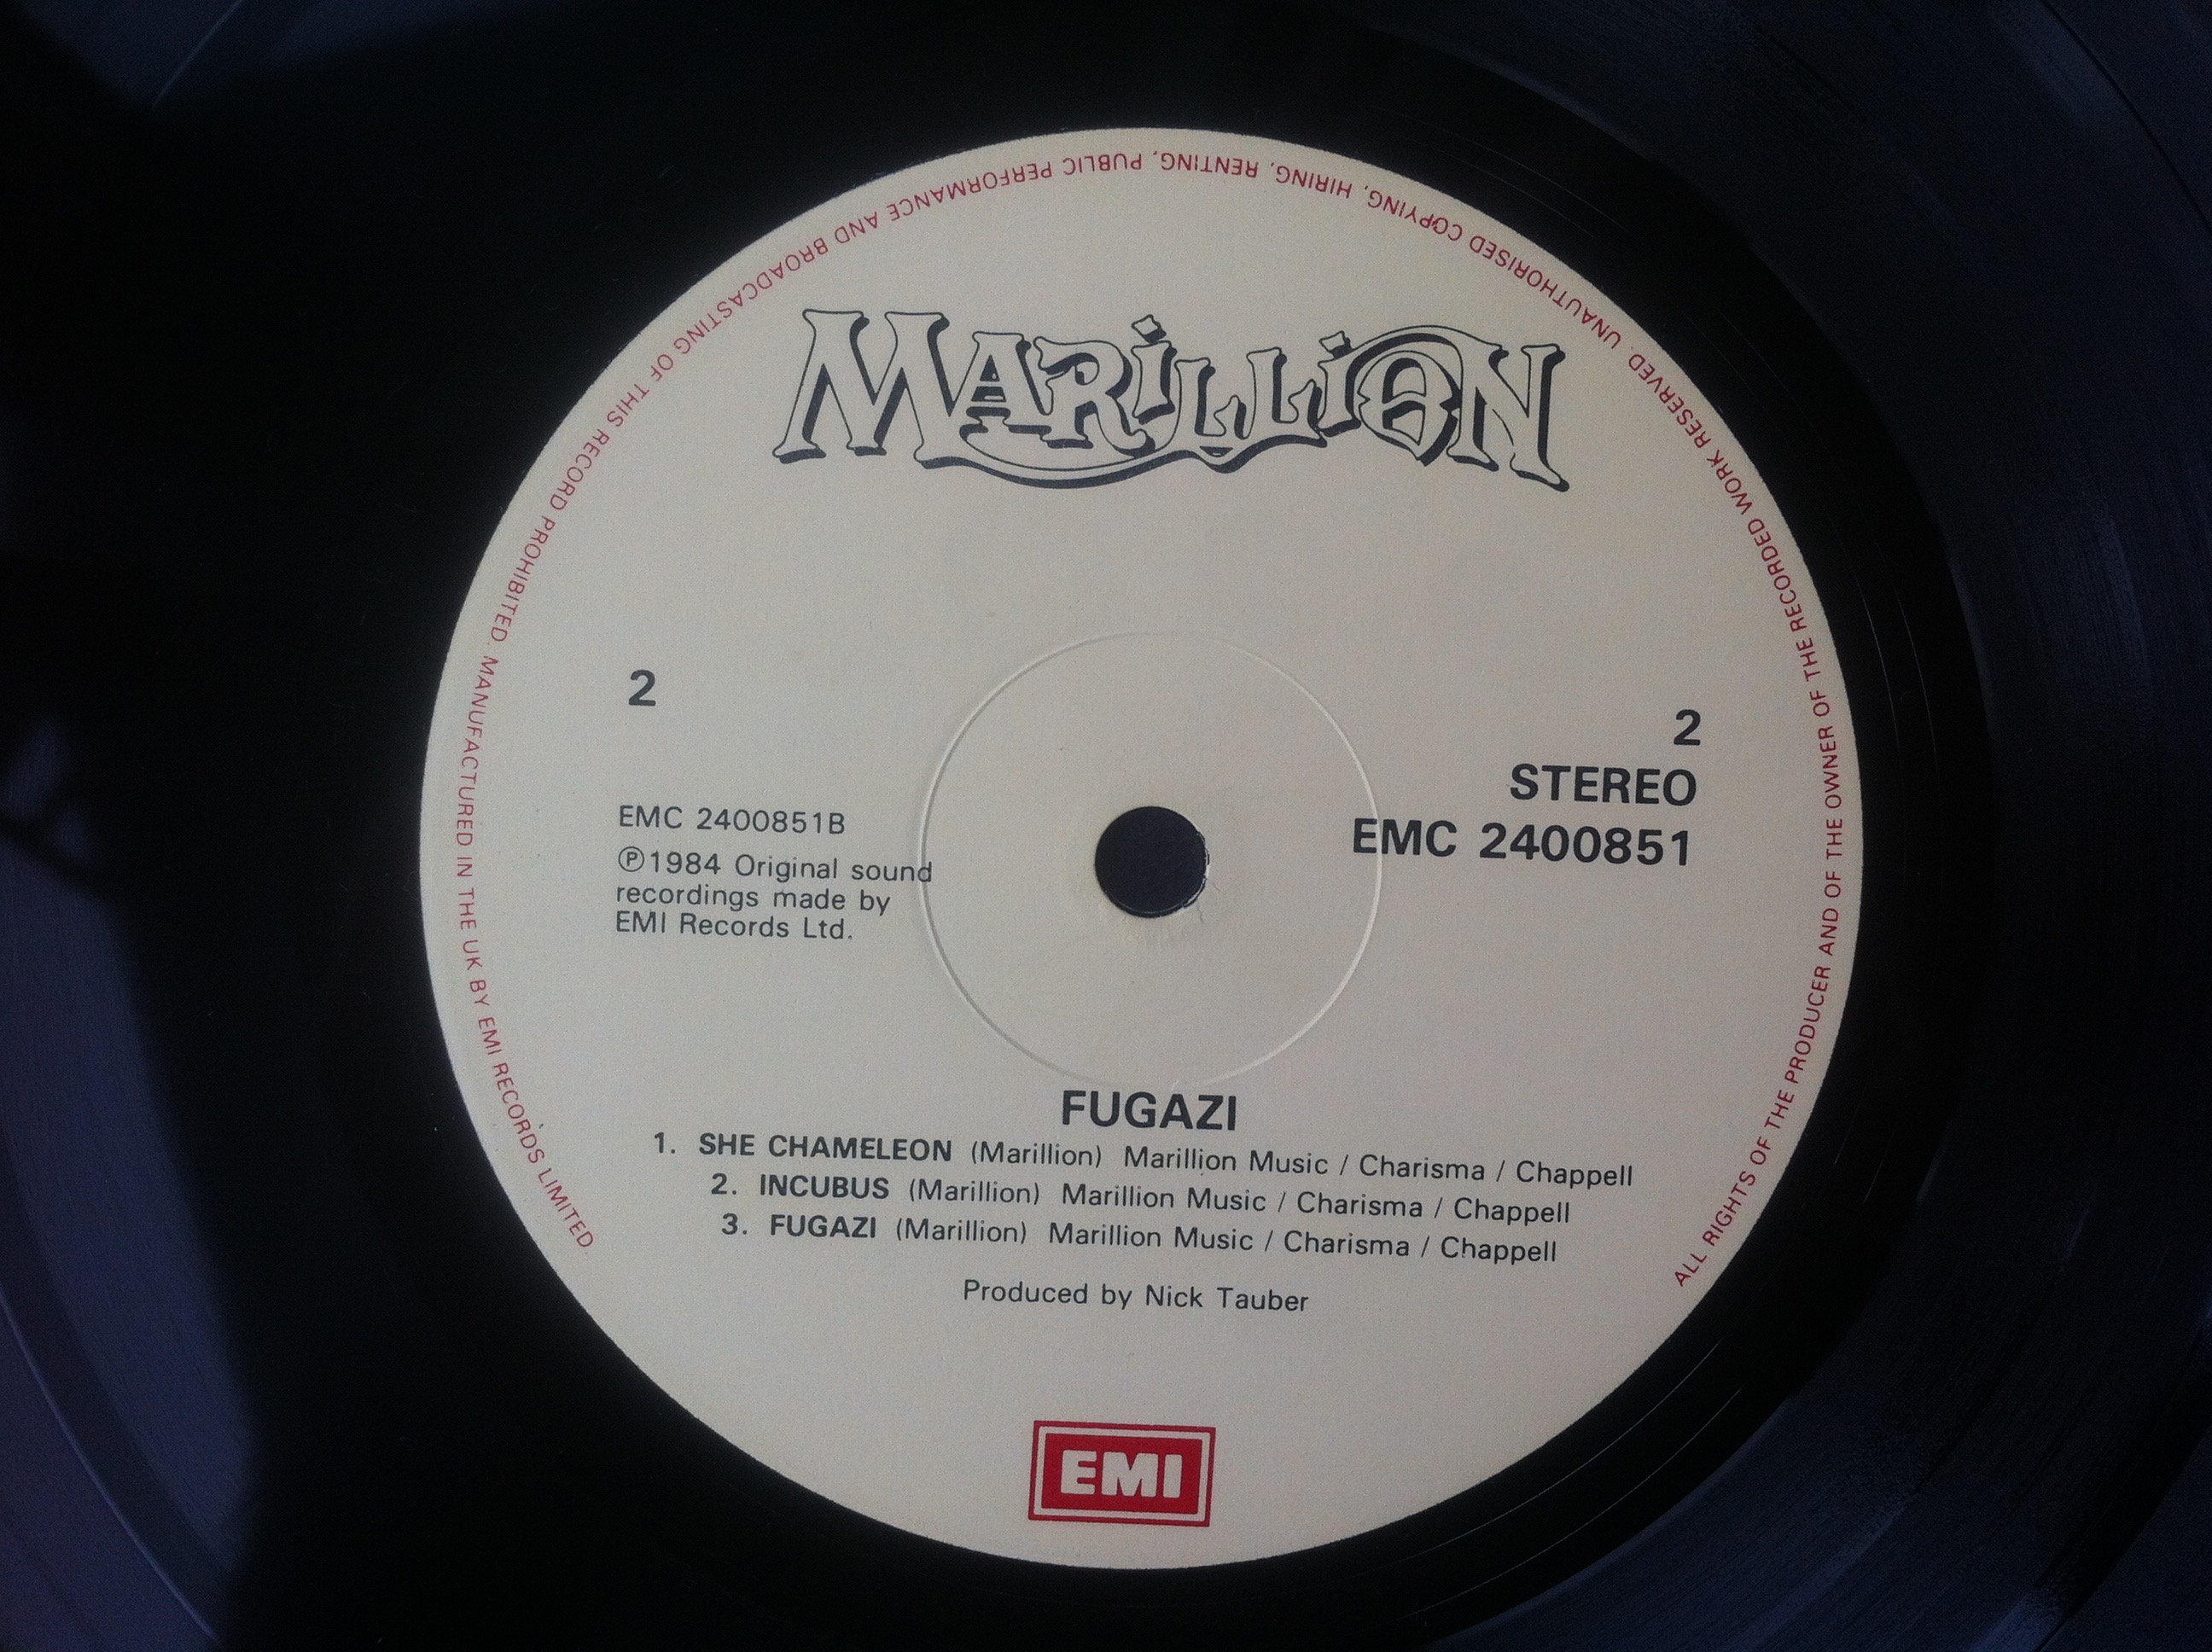 MARILLION
2
2
STEREO
EMC 2400851
EMC 2400851B
Ⓟ1984 Original sound
recordings made by
EMI Records Ltd.
FUGAZI
1. SHE CHAMELEON (Marillion) Marillion Music / Charisma / Chappell
2. INCUBUS (Marillion) Marillion Music / Charisma / Chappell
3. FUGAZI (Marillion) Marillion Music / Charisma / Chappell
Produced by Nick Tauber
EMI
ALL RIGHTS OF THE PRODUCER AND OF THE OWNER OF THE RECORDED WORK RESERVED. UNAUTHORISED COPYING, HIRING, RENTING, PUBLIC PERFORMANCE AND BROADCASTING OF THIS RECORD PROHIBITED. MANUFACTURED IN THE UK BY EMI RECORDS LIMITED.